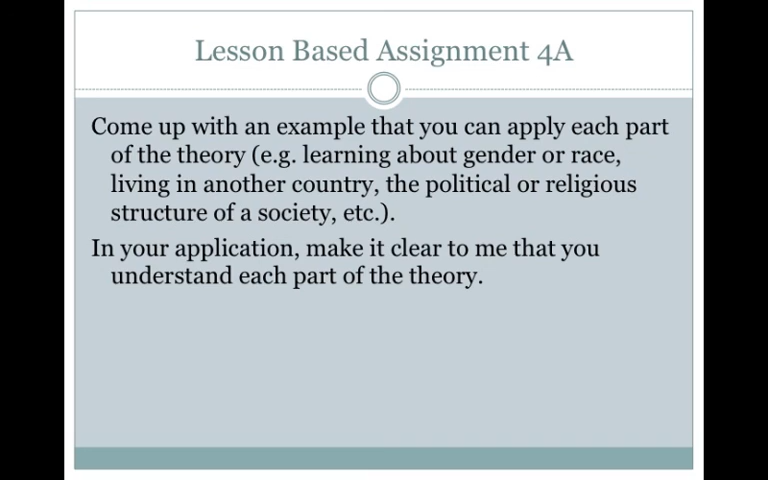 Lesson Based Assignment 4A
Come up with an example that you can apply each part
of the theory (e.g. learning about gender or race,
living in another country, the political or religious
structure of a society, etc.).
In your application, make it clear to me that you
understand each part of the theory.